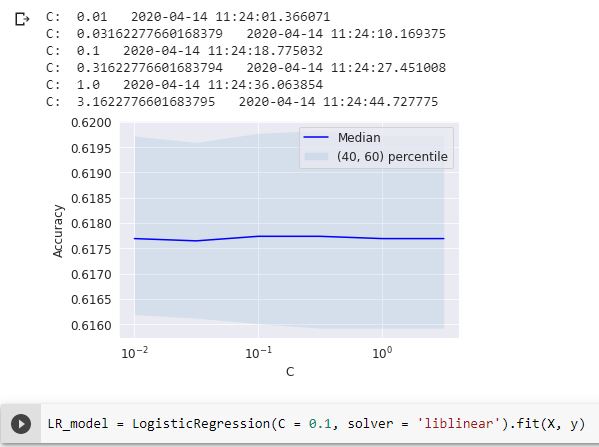 C:  0.01   2020-04-14 11:24:01.366071
C:  0.03162277660168379   2020-04-14 11:24:10.169375
C:  0.1   2020-04-14 11:24:18.775032
C:  0.31622776601683794   2020-04-14 11:24:27.451008
C:  1.0   2020-04-14 11:24:36.063854
C:  3.1622776601683795   2020-04-14 11:24:44.727775
0.6200
Median
0.6195
(40, 60) percentile
0.6190
0.6185
0.6180
Accuracy
0.6175
0.6170
0.6165
0.6160
10⁻² 10⁻¹ 10⁰
C
LR_model = LogisticRegression(C = 0.1, solver = 'liblinear').fit(X, y)